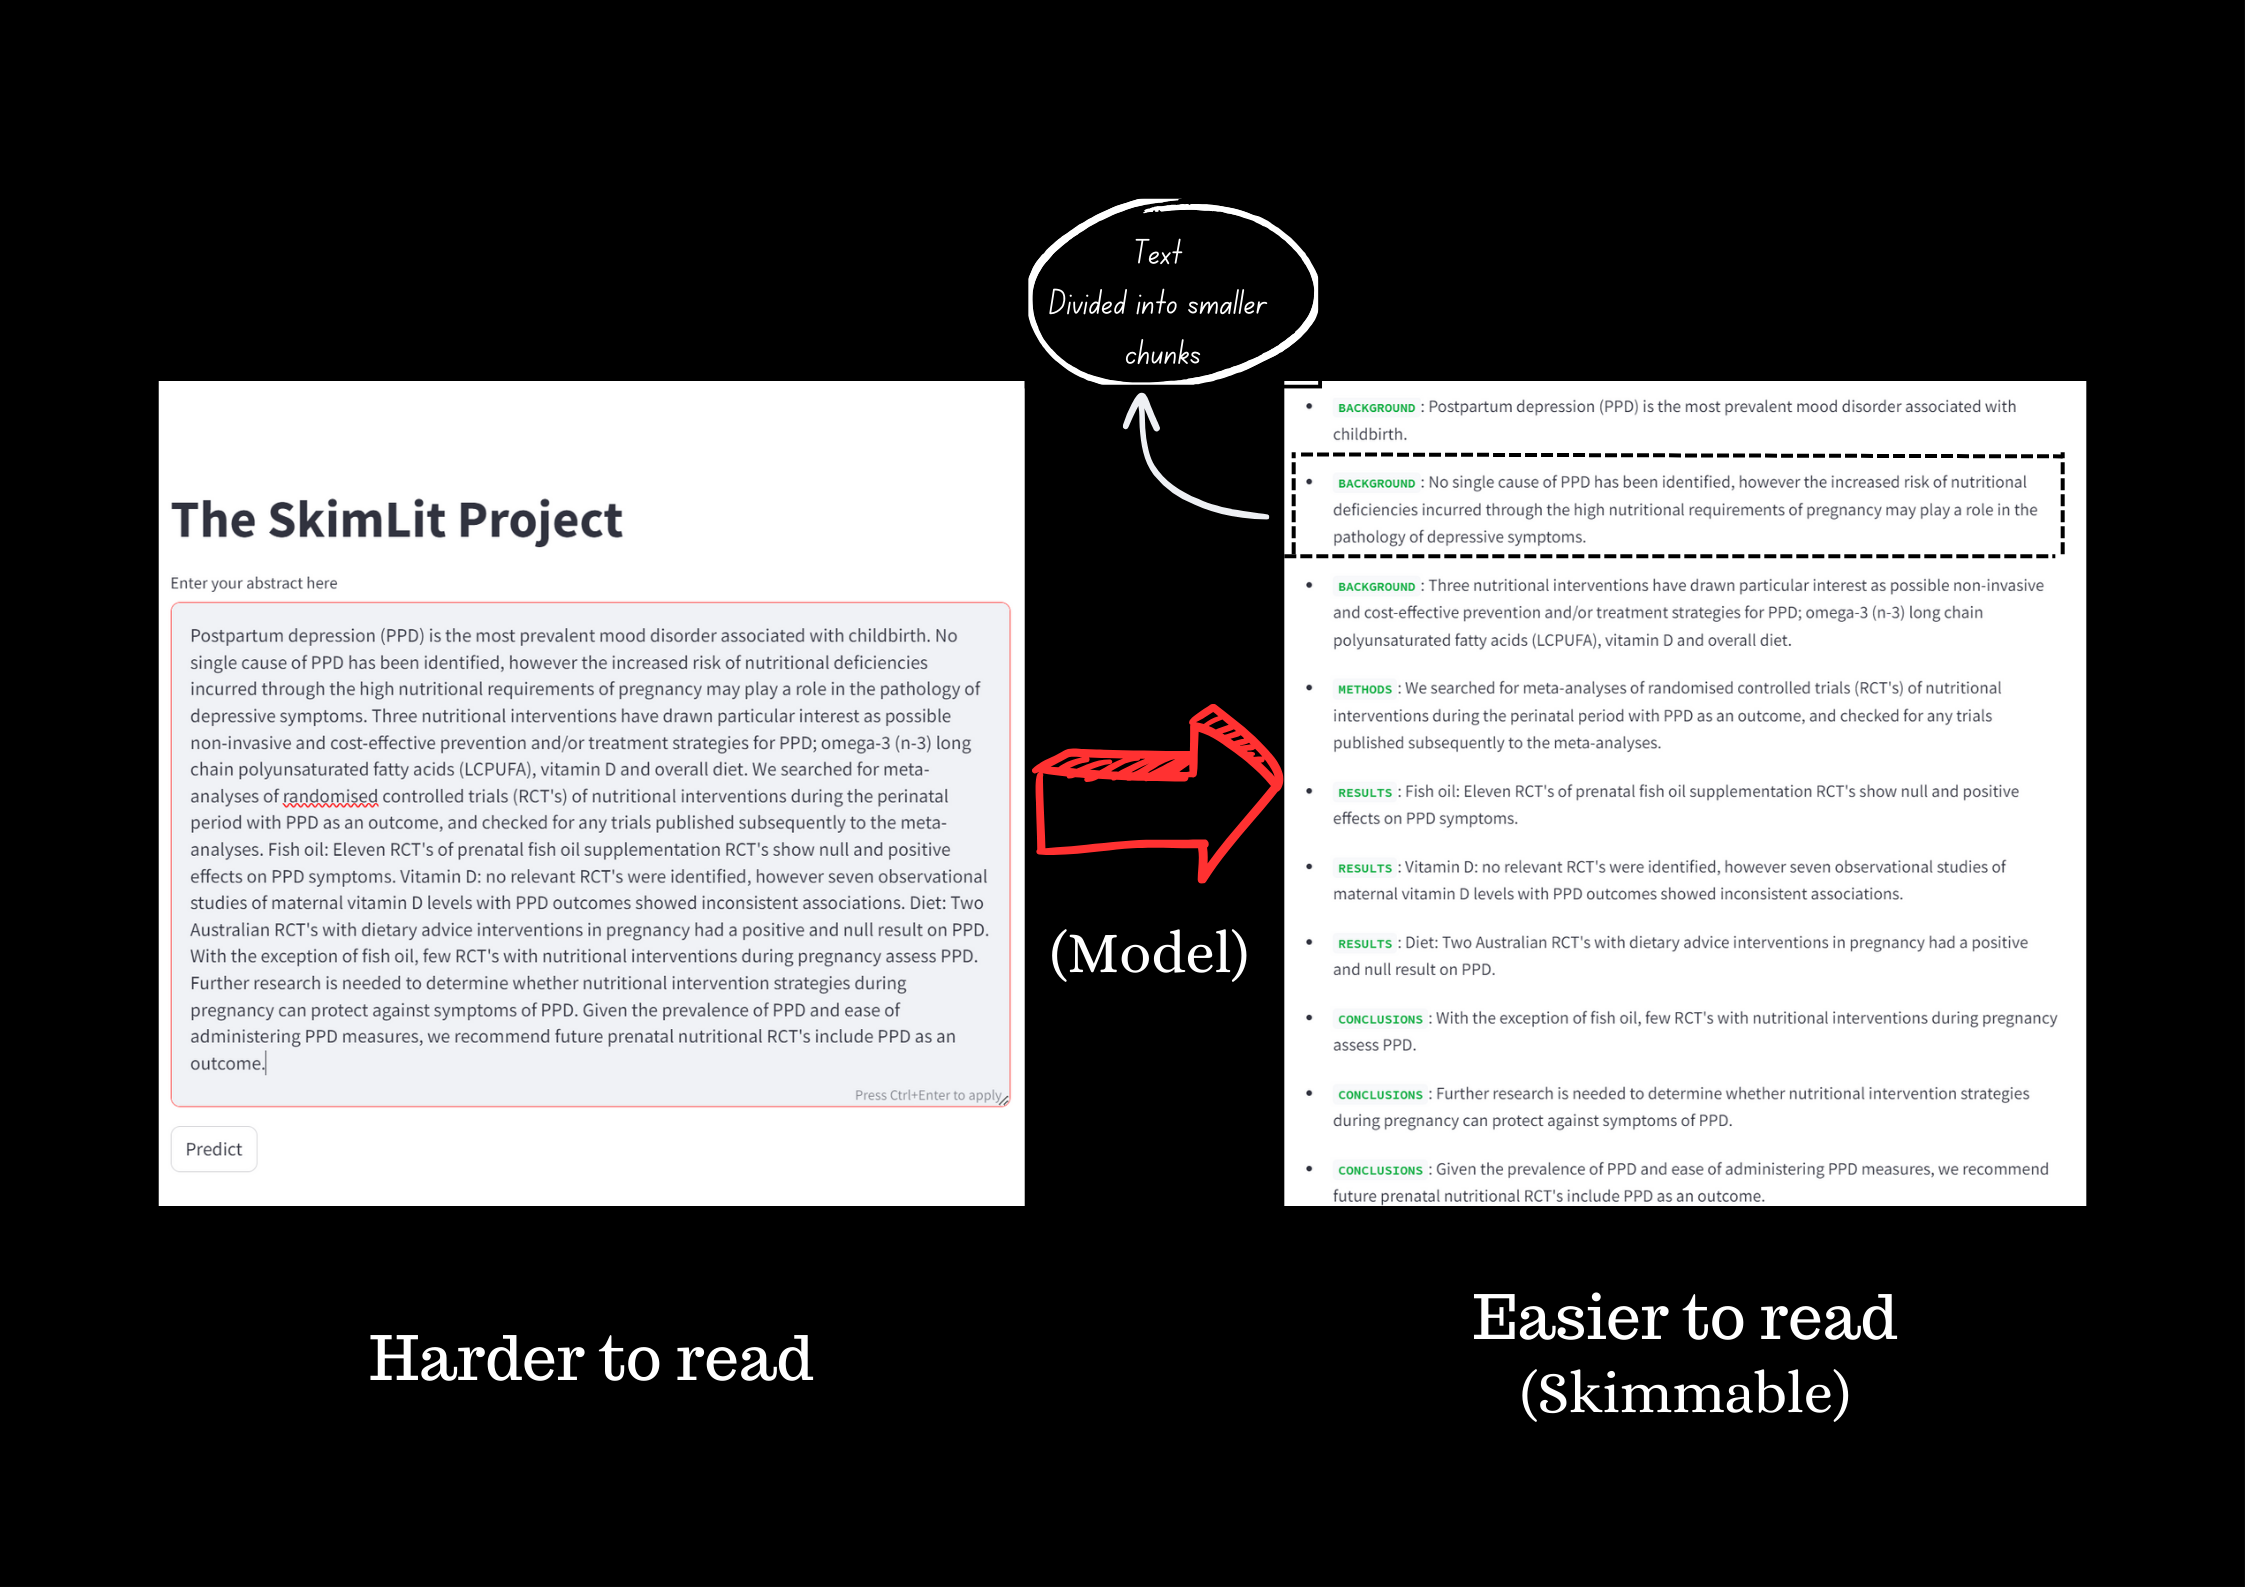 Text
Divided into smaller
chunks
The SkimLit Project
Enter your abstract here
Postpartum depression (PPD) is the most prevalent mood disorder associated with childbirth. No
single cause of PPD has been identified, however the increased risk of nutritional deficiencies
incurred through the high nutritional requirements of pregnancy may play a role in the pathology of
depressive symptoms. Three nutritional interventions have drawn particular interest as possible
non-invasive and cost-effective prevention and/or treatment strategies for PPD; omega-3 (n-3) long
chain polyunsaturated fatty acids (LCPUFA), vitamin D and overall diet. We searched for meta-
analyses of randomised controlled trials (RCT's) of nutritional interventions during the perinatal
period with PPD as an outcome, and checked for any trials published subsequently to the meta-
analyses. Fish oil: Eleven RCT's of prenatal fish oil supplementation RCT's show null and positive
effects on PPD symptoms. Vitamin D: no relevant RCT's were identified, however seven observational
studies of maternal vitamin D levels with PPD outcomes showed inconsistent associations. Diet: Two
Australian RCT's with dietary advice interventions in pregnancy had a positive and null result on PPD.
With the exception of fish oil, few RCT's with nutritional interventions during pregnancy assess PPD.
Further research is needed to determine whether nutritional intervention strategies during
pregnancy can protect against symptoms of PPD. Given the prevalence of PPD and ease of
administering PPD measures, we recommend future prenatal nutritional RCT's include PPD as an
outcome.
Press Ctrl+Enter to apply
Predict
(Model)
• BACKGROUND : Postpartum depression (PPD) is the most prevalent mood disorder associated with
childbirth.
• BACKGROUND : No single cause of PPD has been identified, however the increased risk of nutritional
deficiencies incurred through the high nutritional requirements of pregnancy may play a role in the
pathology of depressive symptoms.
• BACKGROUND : Three nutritional interventions have drawn particular interest as possible non-invasive
and cost-effective prevention and/or treatment strategies for PPD; omega-3 (n-3) long chain
polyunsaturated fatty acids (LCPUFA), vitamin D and overall diet.
• METHODS : We searched for meta-analyses of randomised controlled trials (RCT's) of nutritional
interventions during the perinatal period with PPD as an outcome, and checked for any trials
published subsequently to the meta-analyses.
• RESULTS : Fish oil: Eleven RCT's of prenatal fish oil supplementation RCT's show null and positive
effects on PPD symptoms.
• RESULTS : Vitamin D: no relevant RCT's were identified, however seven observational studies of
maternal vitamin D levels with PPD outcomes showed inconsistent associations.
• RESULTS : Diet: Two Australian RCT's with dietary advice interventions in pregnancy had a positive
and null result on PPD.
• CONCLUSIONS : With the exception of fish oil, few RCT's with nutritional interventions during pregnancy
assess PPD.
• CONCLUSIONS : Further research is needed to determine whether nutritional intervention strategies
during pregnancy can protect against symptoms of PPD.
• CONCLUSIONS : Given the prevalence of PPD and ease of administering PPD measures, we recommend
future prenatal nutritional RCT's include PPD as an outcome.
Harder to read
Easier to read
(Skimmable)